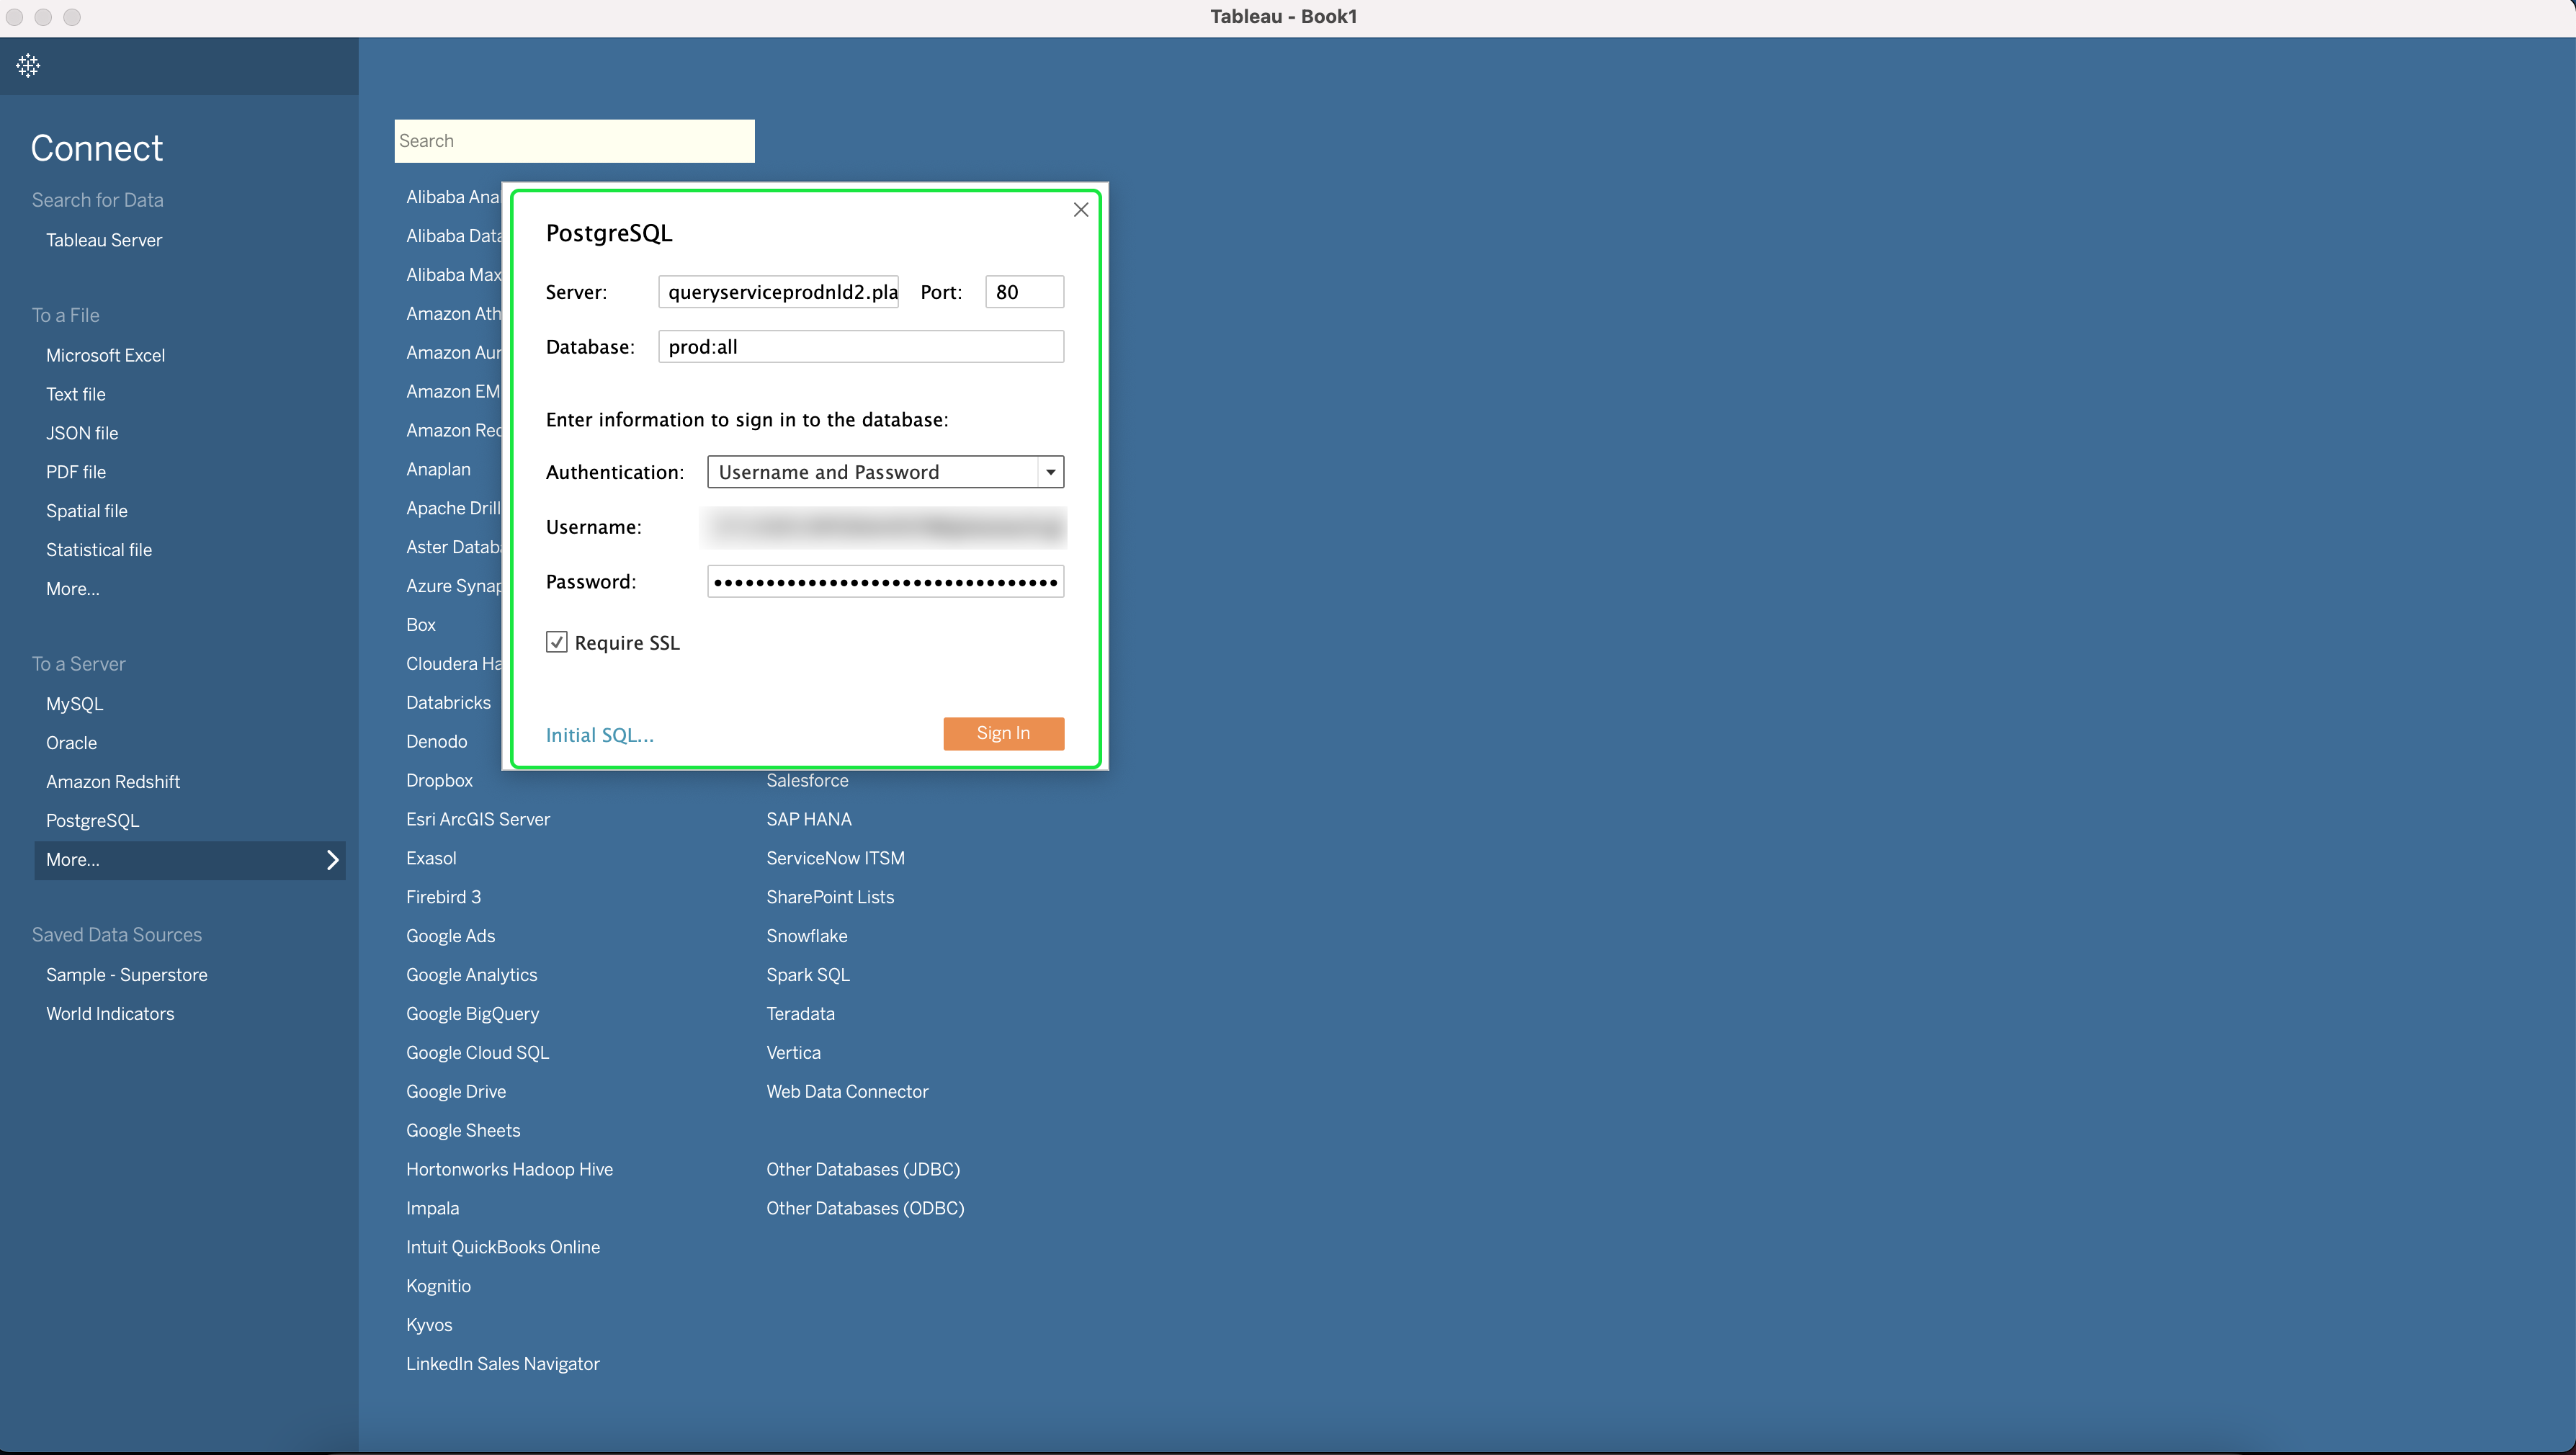 Tableau - Book1
Connect
Search for Data
Tableau Server
To a File
Microsoft Excel
Text file
JSON file
PDF file
Spatial file
Statistical file
More...
To a Server
MySQL
Oracle
Amazon Redshift
PostgreSQL
More...
Saved Data Sources
Sample - Superstore
World Indicators
Search
Alibaba Ana
Alibaba Data
Alibaba Max
Amazon Ath
Amazon Aur
Amazon EM
Amazon Red
Anaplan
Apache Drill
Aster Databa
Azure Synap
Box
Cloudera Ha
Databricks
Denodo
Dropbox
Esri ArcGIS Server
Exasol
Firebird 3
Google Ads
Google Analytics
Google BigQuery
Google Cloud SQL
Google Drive
Google Sheets
Hortonworks Hadoop Hive
Impala
Intuit QuickBooks Online
Kognitio
Kyvos
LinkedIn Sales Navigator
Salesforce
SAP HANA
ServiceNow ITSM
SharePoint Lists
Snowflake
Spark SQL
Teradata
Vertica
Web Data Connector
Other Databases (JDBC)
Other Databases (ODBC)
PostgreSQL
Server: queryserviceprodnld2.pla Port: 80
Database: prod:all
Enter information to sign in to the database:
Authentication: Username and Password
Username:
Password:
Require SSL
Initial SQL...
Sign In